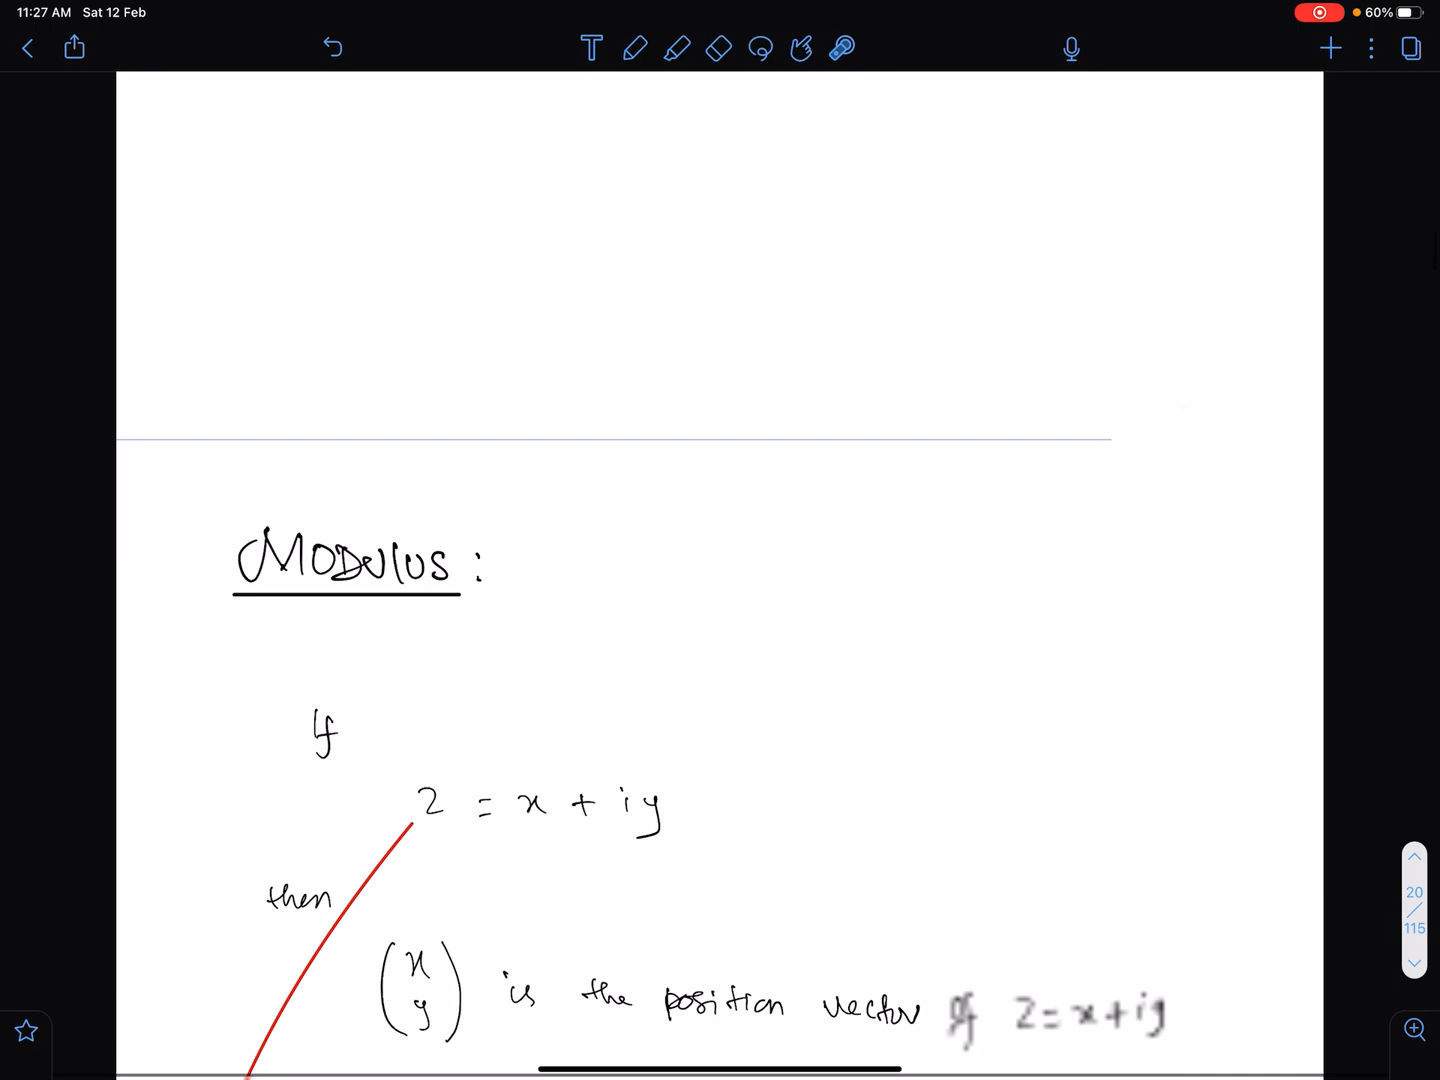 11:27 AM Sat 12 Feb
60%
MODULUS :
If
z = x + iy
then
(x
y) is the position vector of z = x + iy
20
115